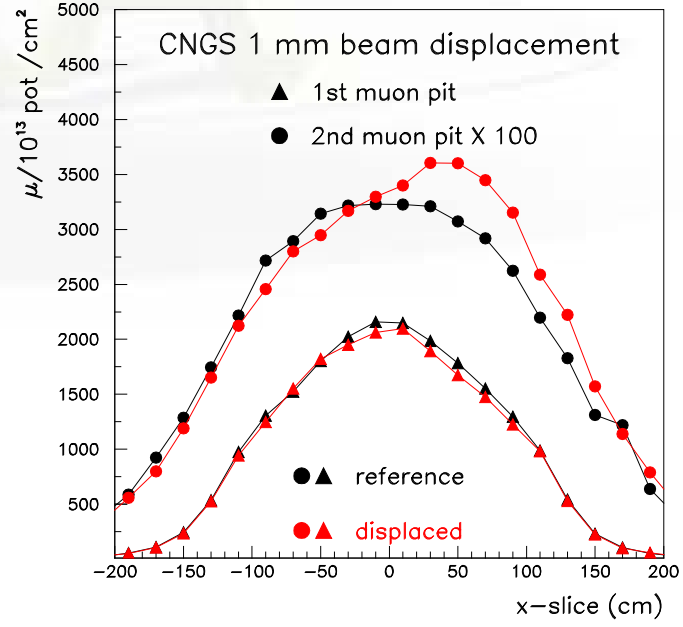 CNGS 1 mm beam displacement
1st muon pit
2nd muon pit X 100
μ/10¹³ pot /cm²
5000
4500
4000
3500
3000
2500
2000
1500
1000
500
reference
displaced
−200 −150 −100 −50 0 50 100 150 200
x−slice (cm)